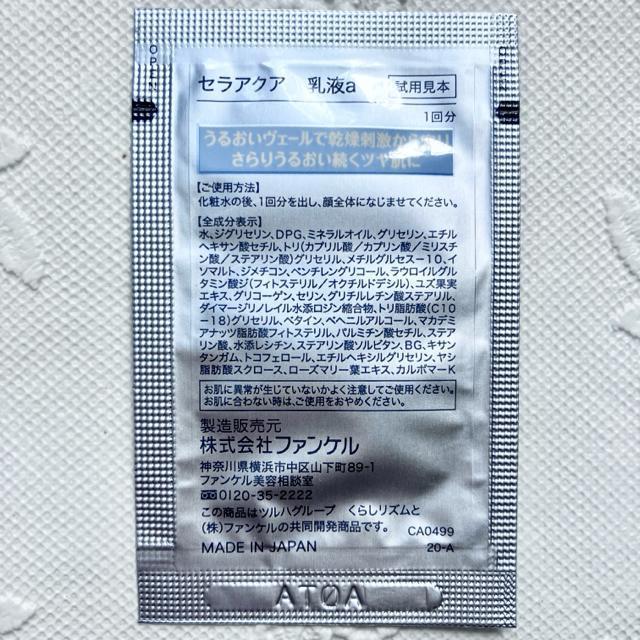 OPEN
セラアクア 乳液a 試用見本
1回分
うるおいヴェールで乾燥刺激から
さらりうるおい続くツヤ肌に
【ご使用方法】
化粧水の後、1回分を出し、顔全体になじませてください。
【全成分表示】
水、ジグリセリン、DPG、ミネラルオイル、グリセリン、エチル
ヘキサン酸セチル、トリ(カプリル酸/カプリン酸/ミリスチ
ン酸/ステアリン酸)グリセリル、メチルグルセスー10、イ
ソマルト、ジメチコン、ペンチレングリコール、ラウロイルグル
タミン酸ジ(フィトステリル/オクチルドデシル)、ユズ果実
エキス、グリコーゲン、セリン、グリチルレチン酸ステアリル、
ダイマージリノレイル水添ロジン縮合物、トリ脂肪酸(C10
-18)グリセリル、ベタイン、ベヘニルアルコール、マカデミ
アナッツ脂肪酸フィトステリル、パルミチン酸セチル、ステア
リン酸、水添レシチン、ステアリン酸ソルビタン、BG、キサン
タンガム、トコフェロール、エチルヘキシルグリセリン、ヤシ
脂肪酸スクロース、ローズマリー葉エキス、カルボマーK
お肌に異常が生じていないかよく注意してご使用ください。
お肌に合わない時は、ご使用をおやめください。
製造販売元
株式会社ファンケル
神奈川県横浜市中区山下町89-1
ファンケル美容相談室
0120-35-2222
この商品はツルハグループ くらしリズムと
(株)ファンケルの共同開発商品です。 CA0499
MADE IN JAPAN 20-A
AT0A